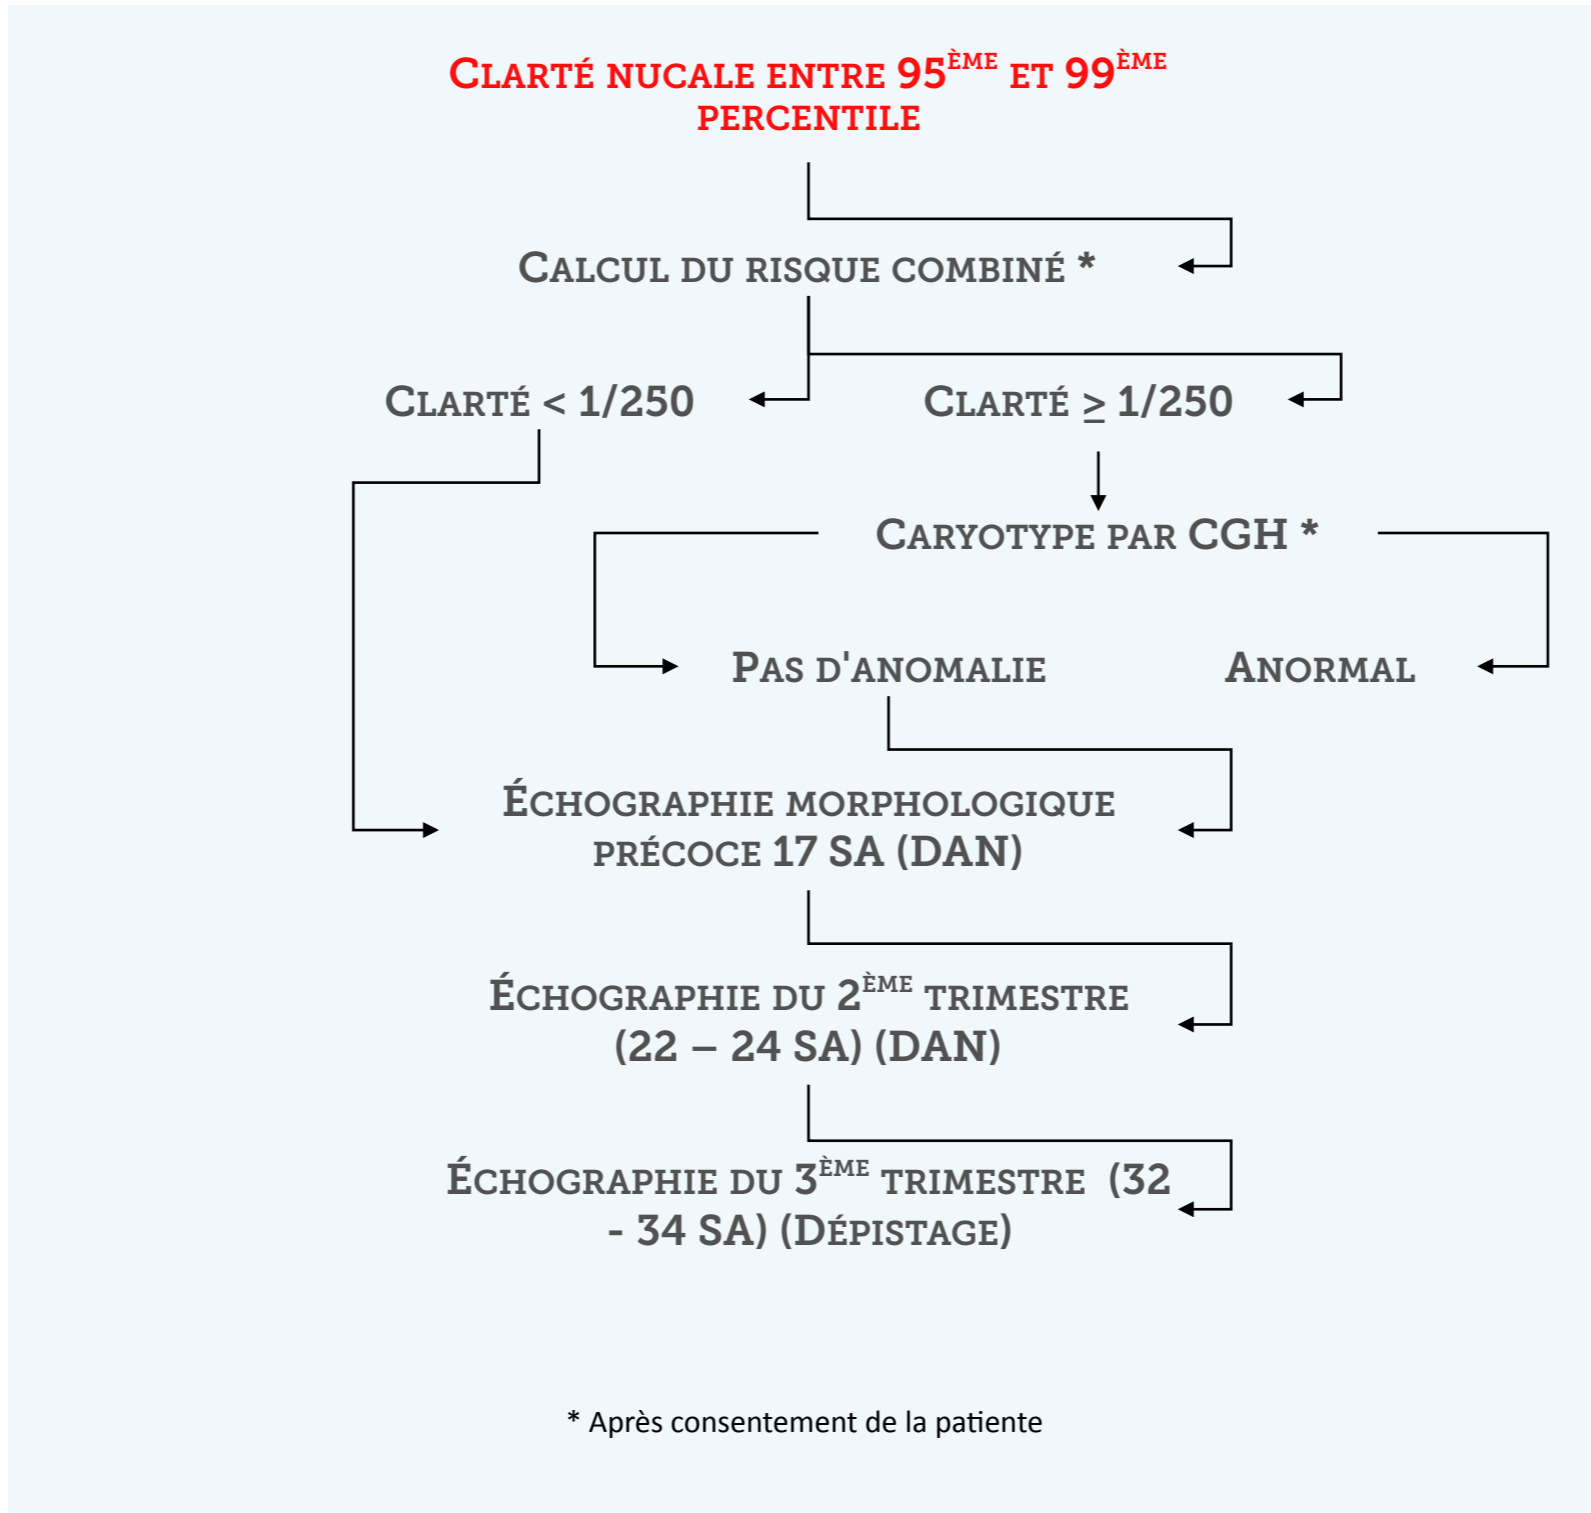 CLARTÉ NUCALE ENTRE 95ÈME ET 99ÈME
PERCENTILE
CALCUL DU RISQUE COMBINÉ *
CLARTÉ < 1/250
CLARTÉ ≥ 1/250
CARYOTYPE PAR CGH *
PAS D'ANOMALIE
ANORMAL
ÉCHOGRAPHIE MORPHOLOGIQUE
PRÉCOCE 17 SA (DAN)
ÉCHOGRAPHIE DU 2ÈME TRIMESTRE
(22 – 24 SA) (DAN)
ÉCHOGRAPHIE DU 3ÈME TRIMESTRE (32
- 34 SA) (DÉPISTAGE)
* Après consentement de la patiente